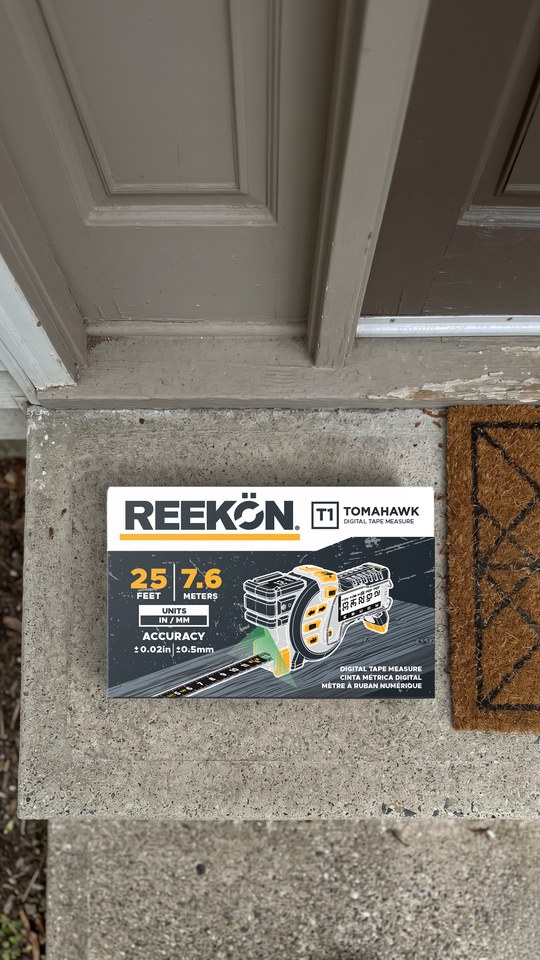 REEKÖN®
T1 TOMAHAWK
DIGITAL TAPE MEASURE
25 FEET
7.6 METERS
UNITS
IN / MM
ACCURACY
±0.02in ±0.5mm
DIGITAL TAPE MEASURE
CINTA MÉTRICA DIGITAL
MÈTRE À RUBAN NUMÉRIQUE